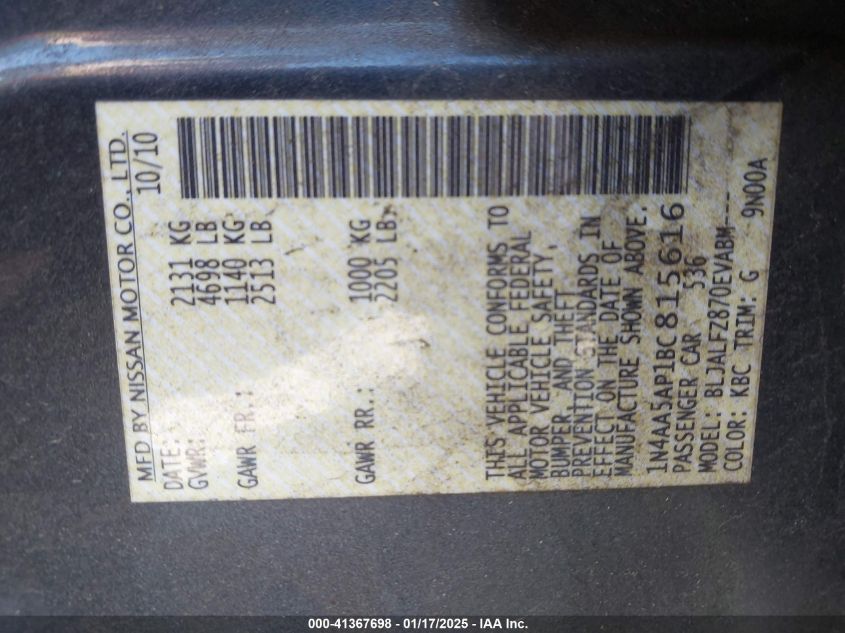 MFD BY NISSAN MOTOR CO., LTD.
DATE: 10/10
GVWR: 2131 KG
4698 LB
GAWR FR.: 1140 KG
2513 LB
GAWR RR.: 1000 KG
2205 LB
THIS VEHICLE CONFORMS TO
ALL APPLICABLE FEDERAL
MOTOR VEHICLE SAFETY,
BUMPER, AND THEFT
PREVENTION STANDARDS IN
EFFECT ON THE DATE OF
MANUFACTURE SHOWN ABOVE.
1N4AA5AP1BC815616
PASSENGER CAR 536
MODEL: BLJALFZ870EVABM---
COLOR: KBC TRIM: G 9N00A
000-41367698 - 01/17/2025 - IAA Inc.